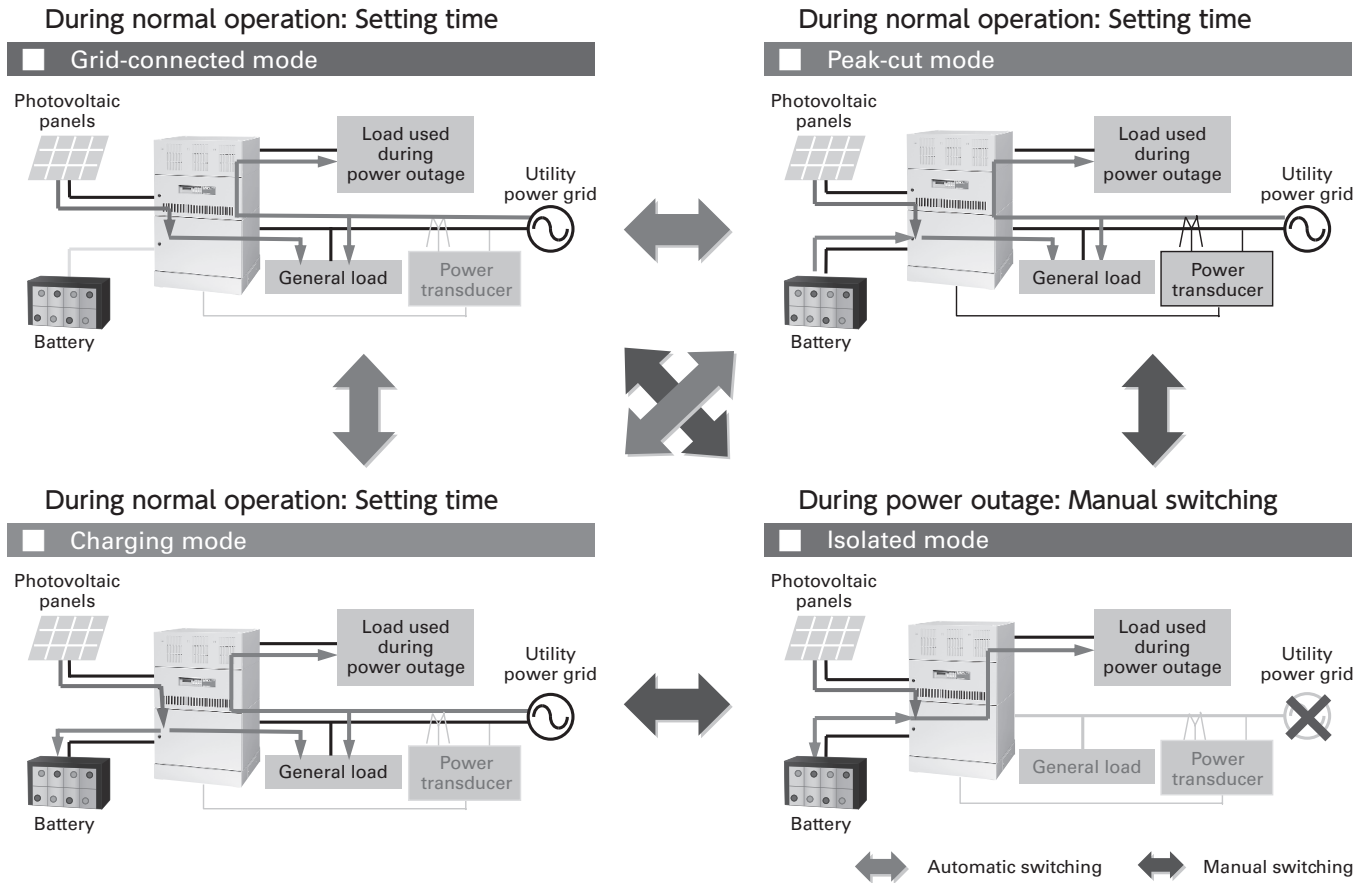 During normal operation: Setting time
Grid-connected mode
Photovoltaic
panels
Load used
during
power outage
Utility
power grid
General load
Power
transducer
Battery
During normal operation: Setting time
Peak-cut mode
Photovoltaic
panels
Load used
during
power outage
Utility
power grid
General load
Power
transducer
Battery
During normal operation: Setting time
Charging mode
Photovoltaic
panels
Load used
during
power outage
Utility
power grid
General load
Power
transducer
Battery
During power outage: Manual switching
Isolated mode
Photovoltaic
panels
Load used
during
power outage
Utility
power grid
General load
Power
transducer
Battery
Automatic switching
Manual switching